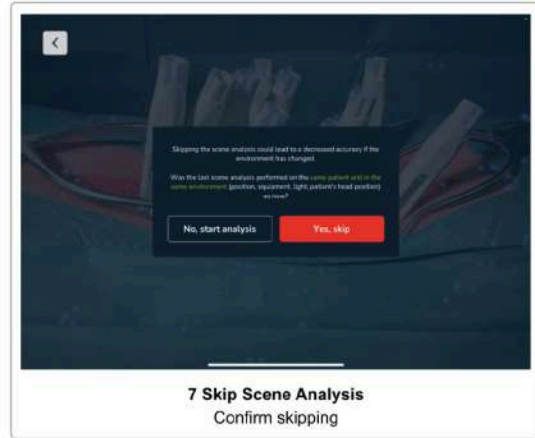 Skipping the scene analysis could lead to a decreased accuracy if the
environment has changed.
Was the last scene analysis performed on the same patient and in the
same environment (position, equipment, light, patient's head position)
as now?
No, start analysis
Yes, skip
7 Skip Scene Analysis
Confirm skipping